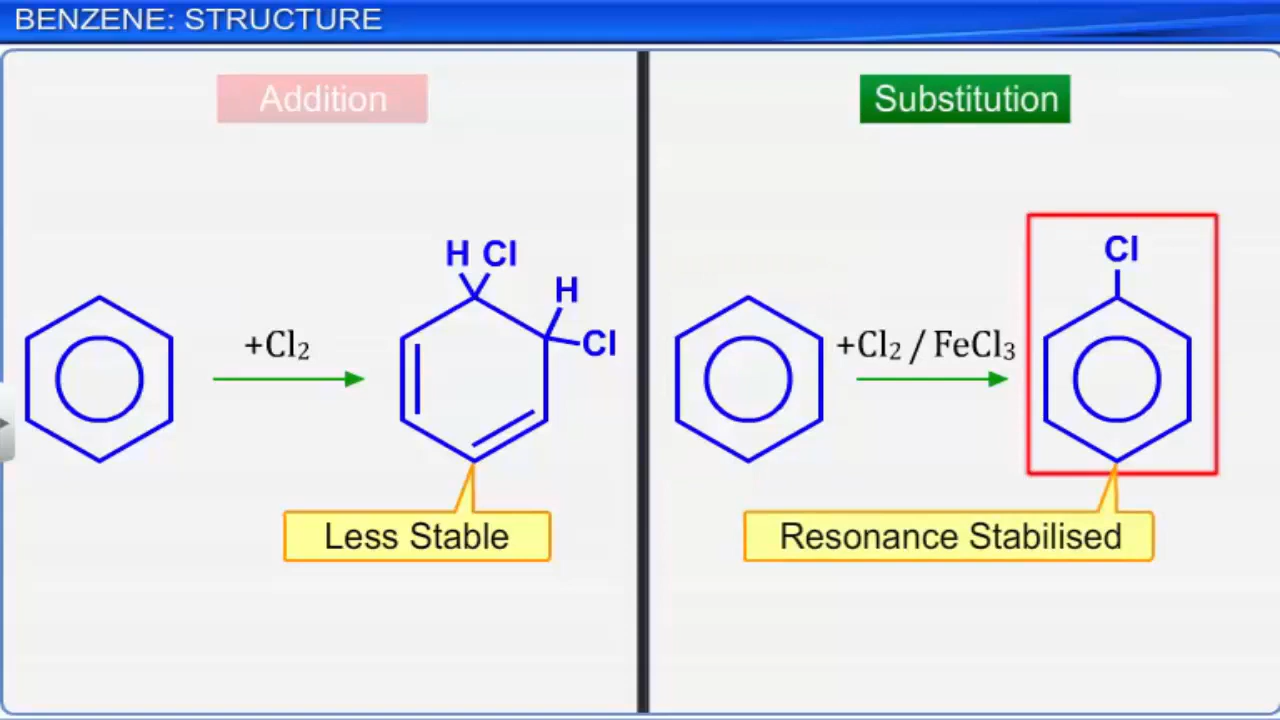 BENZENE: STRUCTURE
Addition
H Cl
H
Cl
+Cl₂
Less Stable
Substitution
Cl
+Cl₂ / FeCl₃
Resonance Stabilised